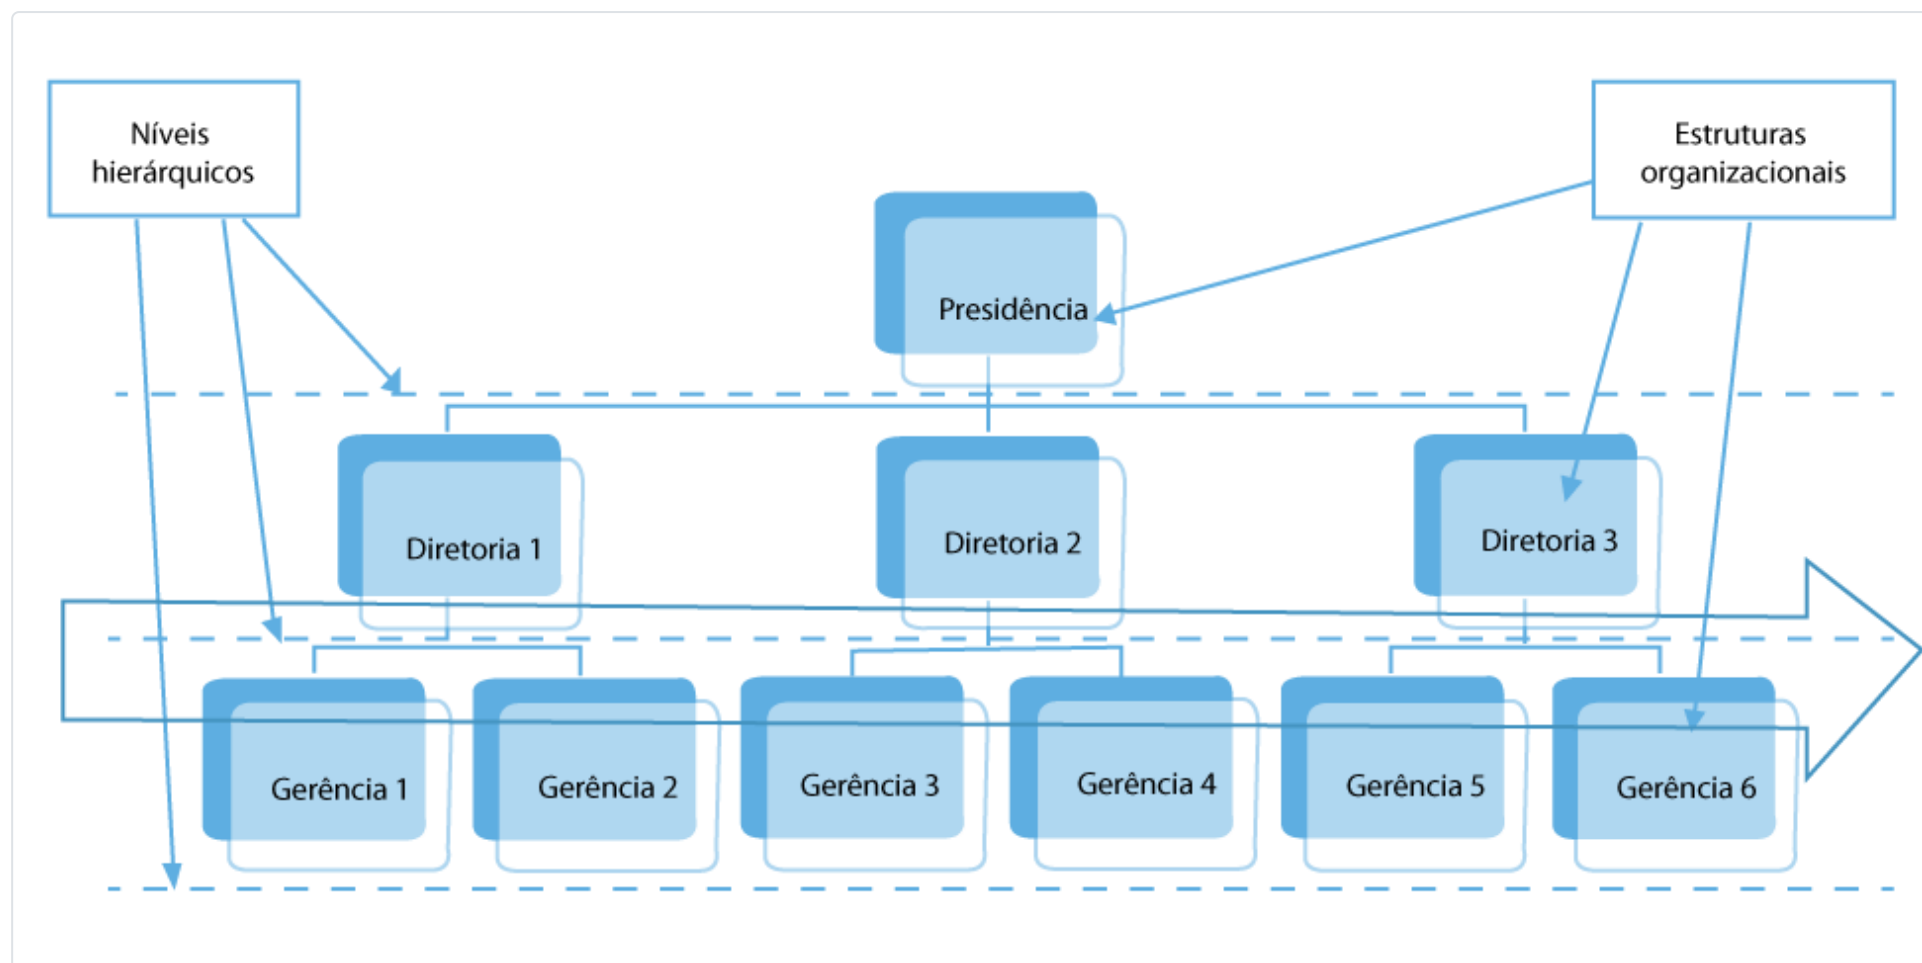 Níveis
hierárquicos
Estruturas
organizacionais
Presidência
Diretoria 1
Diretoria 2
Diretoria 3
Gerência 1
Gerência 2
Gerência 3
Gerência 4
Gerência 5
Gerência 6